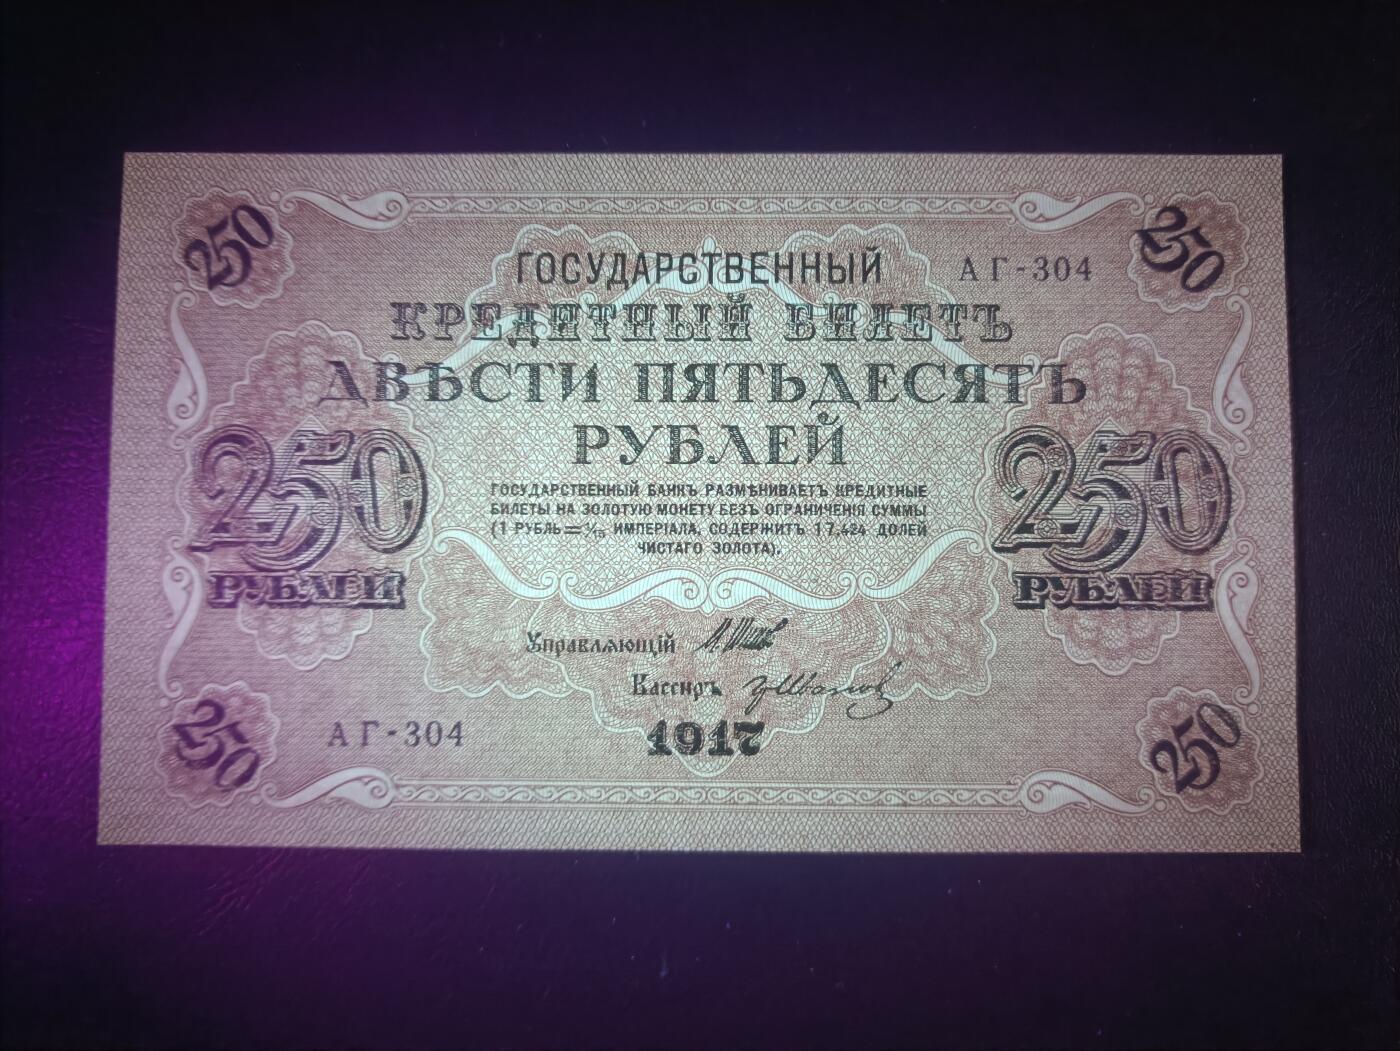 250 250
ГОСУДАРСТВЕННЫЙ АГ-304
КРЕДИТНЫЙ БИЛЕТЪ
ДВѢСТИ ПЯТЬДЕСЯТЪ
РУБЛЕЙ
250 250
РУБЛЕЙ РУБЛЕЙ
ГОСУДАРСТВЕННЫЙ БАНКЪ РАЗМѢНИВАЕТЪ КРЕДИТНЫЕ
БИЛЕТЫ НА ЗОЛОТУЮ МОНЕТУ БЕЗЪ ОГРАНИЧЕНІЯ СУММЫ
(1 РУБЛЬ = 1/15 ИМПЕРІАЛА, СОДЕРЖИТЪ 17,424 ДОЛЕЙ
ЧИСТАГО ЗОЛОТА).
Управляющій
Кассиръ
АГ-304 1917
250 250